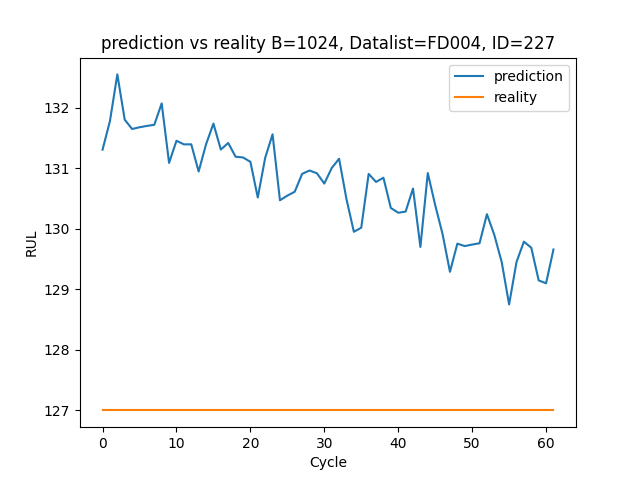 prediction vs reality B=1024, Datalist=FD004, ID=227
prediction
reality
132
131
130
129
128
127
RUL
0 10 20 30 40 50 60
Cycle